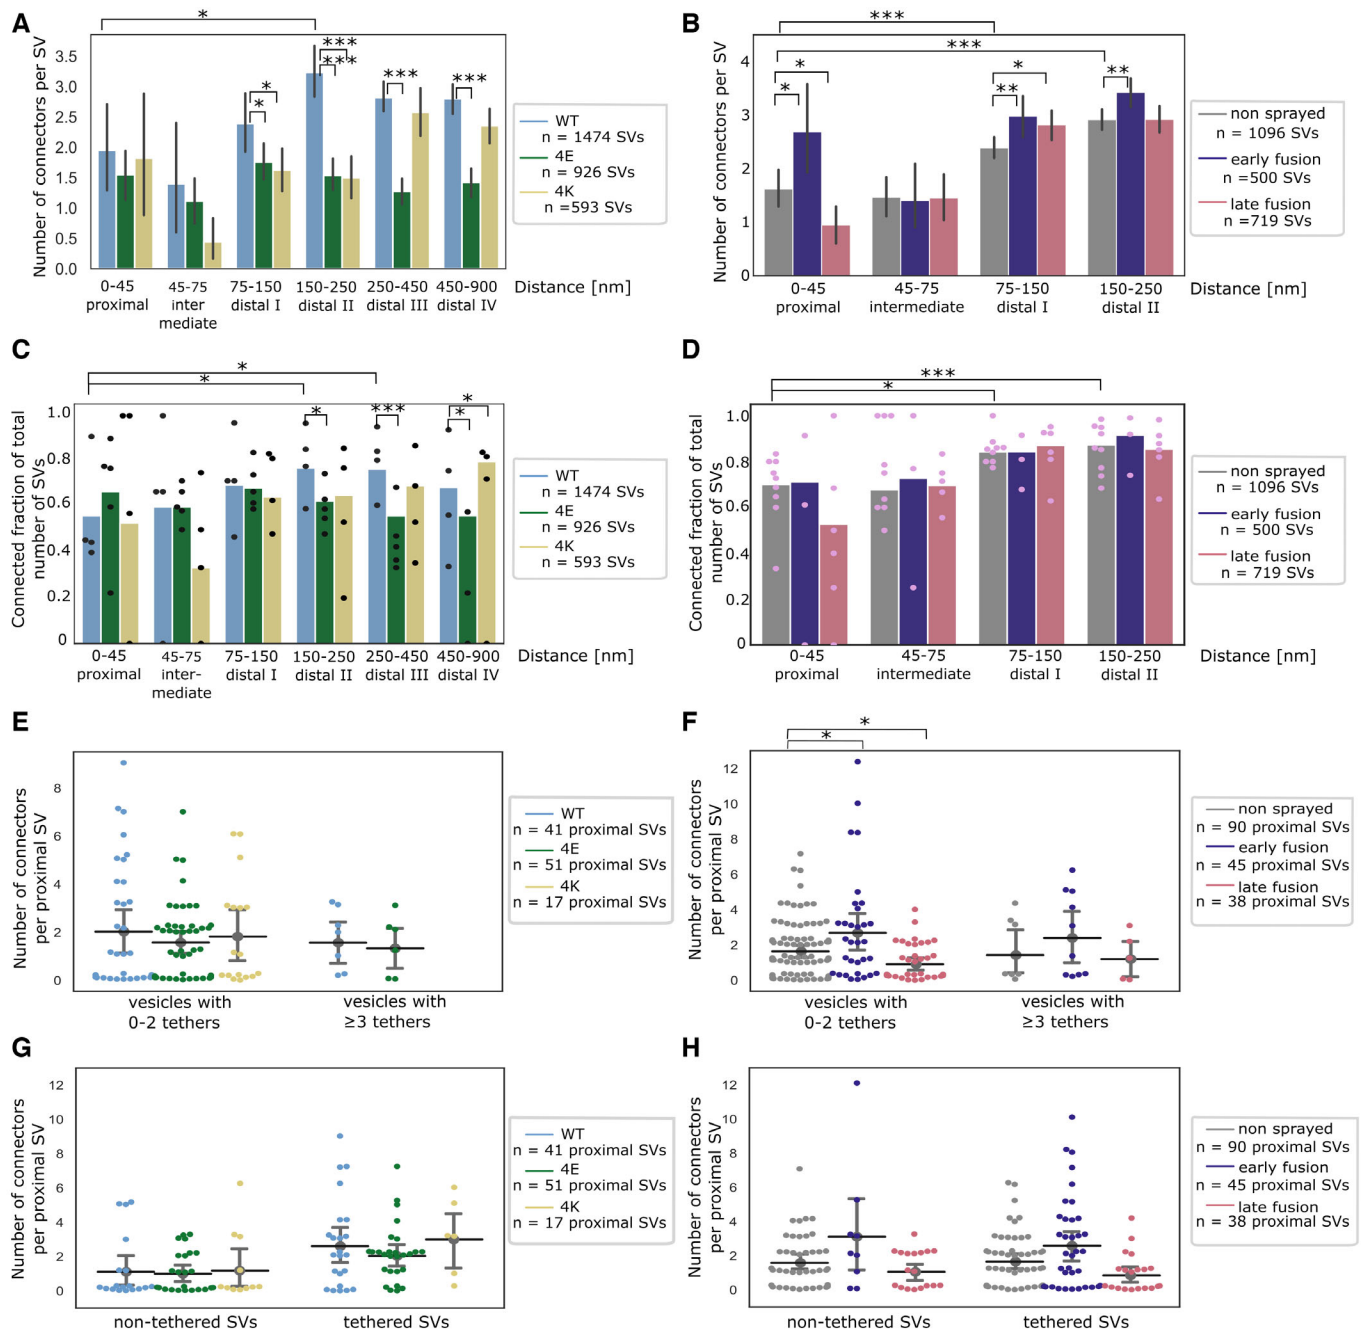 A
*
Number of connectors per SV
3.5
3.0
2.5
2.0
1.5
1.0
0.5
0.0
*
*
***
***
***
***
0-45
proximal
45-75
inter
mediate
75-150
distal I
150-250
distal II
250-450
distal III
450-900
distal IV
Distance [nm]
WT
n = 1474 SVs
4E
n = 926 SVs
4K
n =593 SVs
B
***
***
Number of connectors per SV
4
3
2
1
0
*
*
*
**
**
0-45
proximal
45-75
intermediate
75-150
distal I
150-250
distal II
Distance [nm]
non sprayed
n = 1096 SVs
early fusion
n =500 SVs
late fusion
n =719 SVs
C
*
*
Connected fraction of total
number of SVs
1.0
0.8
0.6
0.4
0.2
0
*
***
*
*
0-45
proximal
45-75
inter-
mediate
75-150
distal I
150-250
distal II
250-450
distal III
450-900
distal IV
Distance [nm]
WT
n = 1474 SVs
4E
n = 926 SVs
4K
n = 593 SVs
D
***
*
Connected fraction of total
number of SVs
1.0
0.8
0.6
0.4
0.2
0
0-45
proximal
45-75
intermediate
75-150
distal I
150-250
distal II
Distance [nm]
non sprayed
n = 1096 SVs
early fusion
n = 500 SVs
late fusion
n = 719 SVs
E
Number of connectors
per proximal SV
8
6
4
2
0
vesicles with
0-2 tethers
vesicles with
≥3 tethers
WT
n = 41 proximal SVs
4E
n = 51 proximal SVs
4K
n = 17 proximal SVs
F
*
*
Number of connectors
per proximal SV
12
10
8
6
4
2
0
vesicles with
0-2 tethers
vesicles with
≥3 tethers
non sprayed
n = 90 proximal SVs
early fusion
n = 45 proximal SVs
late fusion
n = 38 proximal SVs
G
Number of connectors
per proximal SV
12
10
8
6
4
2
0
non-tethered SVs
tethered SVs
WT
n = 41 proximal SVs
4E
n = 51 proximal SVs
4K
n = 17 proximal SVs
H
Number of connectors
per proximal SV
12
10
8
6
4
2
0
non-tethered SVs
tethered SVs
non sprayed
n = 90 proximal SVs
early fusion
n = 45 proximal SVs
late fusion
n = 38 proximal SVs